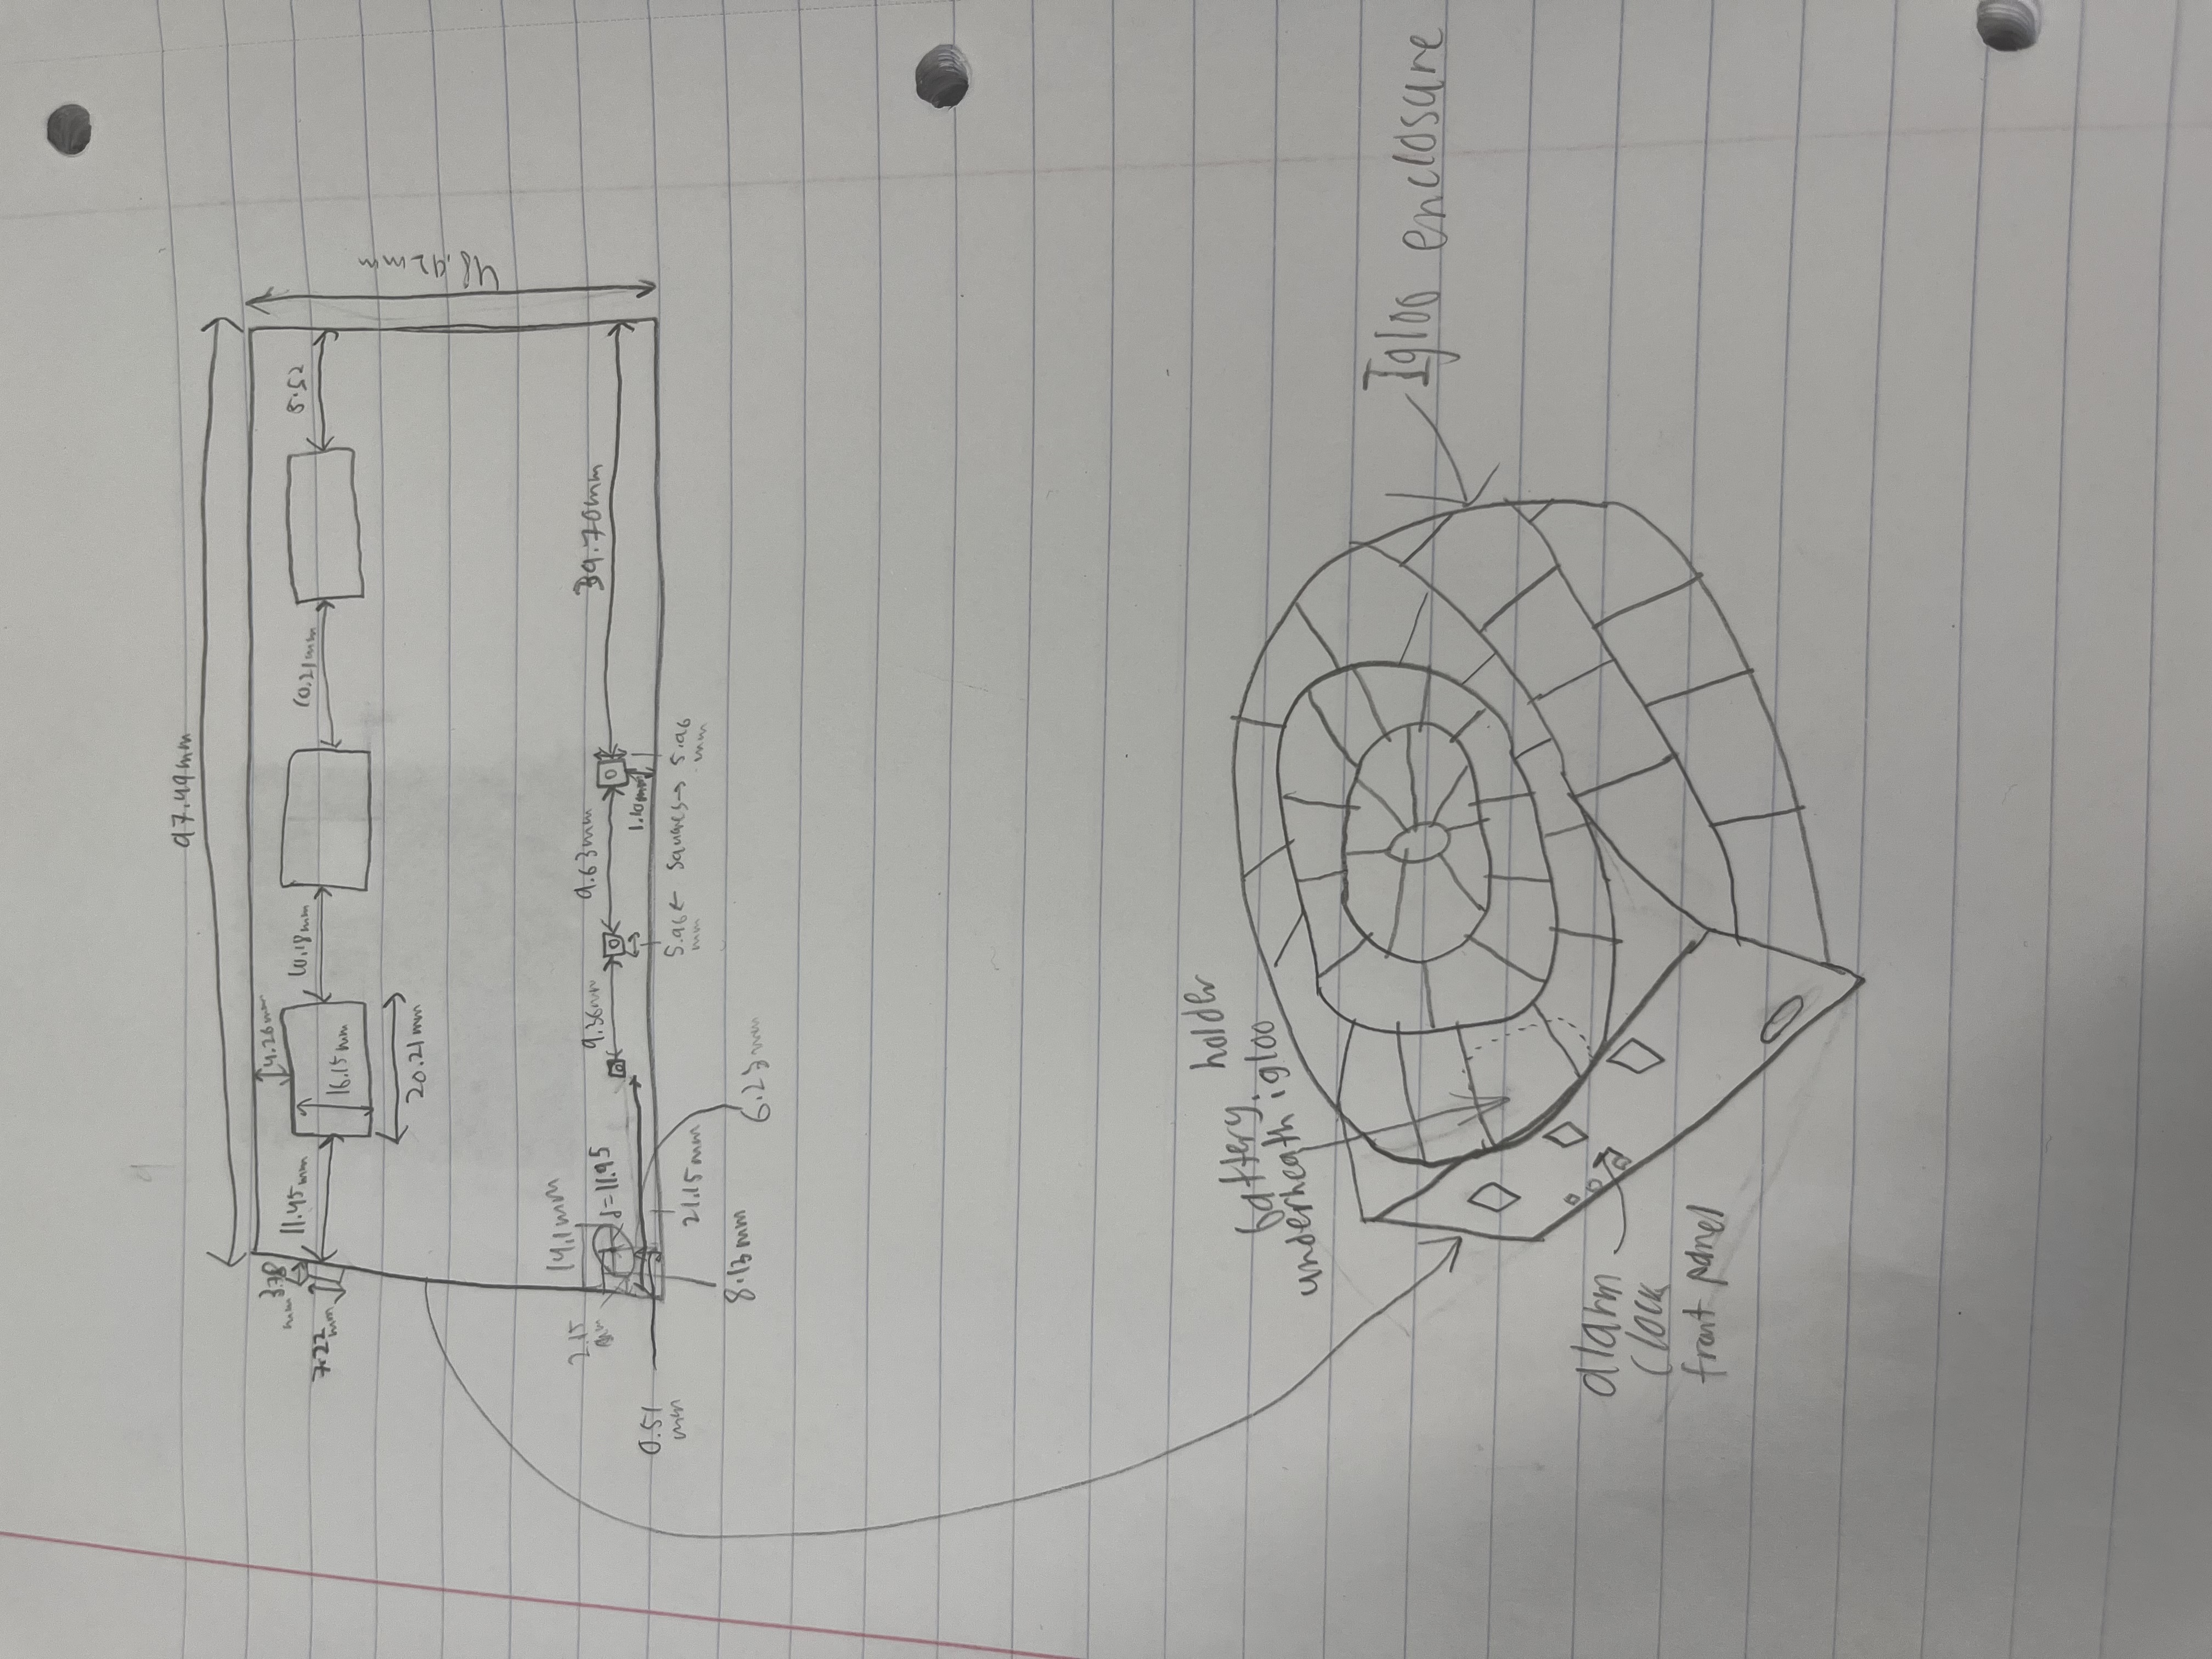 97.49mm
3.78
mm
11.45mm
4.26mm
10.18mm
10.21mm
8.52
7.22
mm
16.15mm
20.21mm
48.92mm
14.1mm
2.15
mm
d=11.95
9.36mm
9.63mm
39.70mm
1.10mm
0.51
mm
21.15mm
5.96 ← squares → 5.96
mm
mm
8.13mm
6.23mm
battery holder
underneath igloo
Igloo enclosure
alarm
clock
front panel